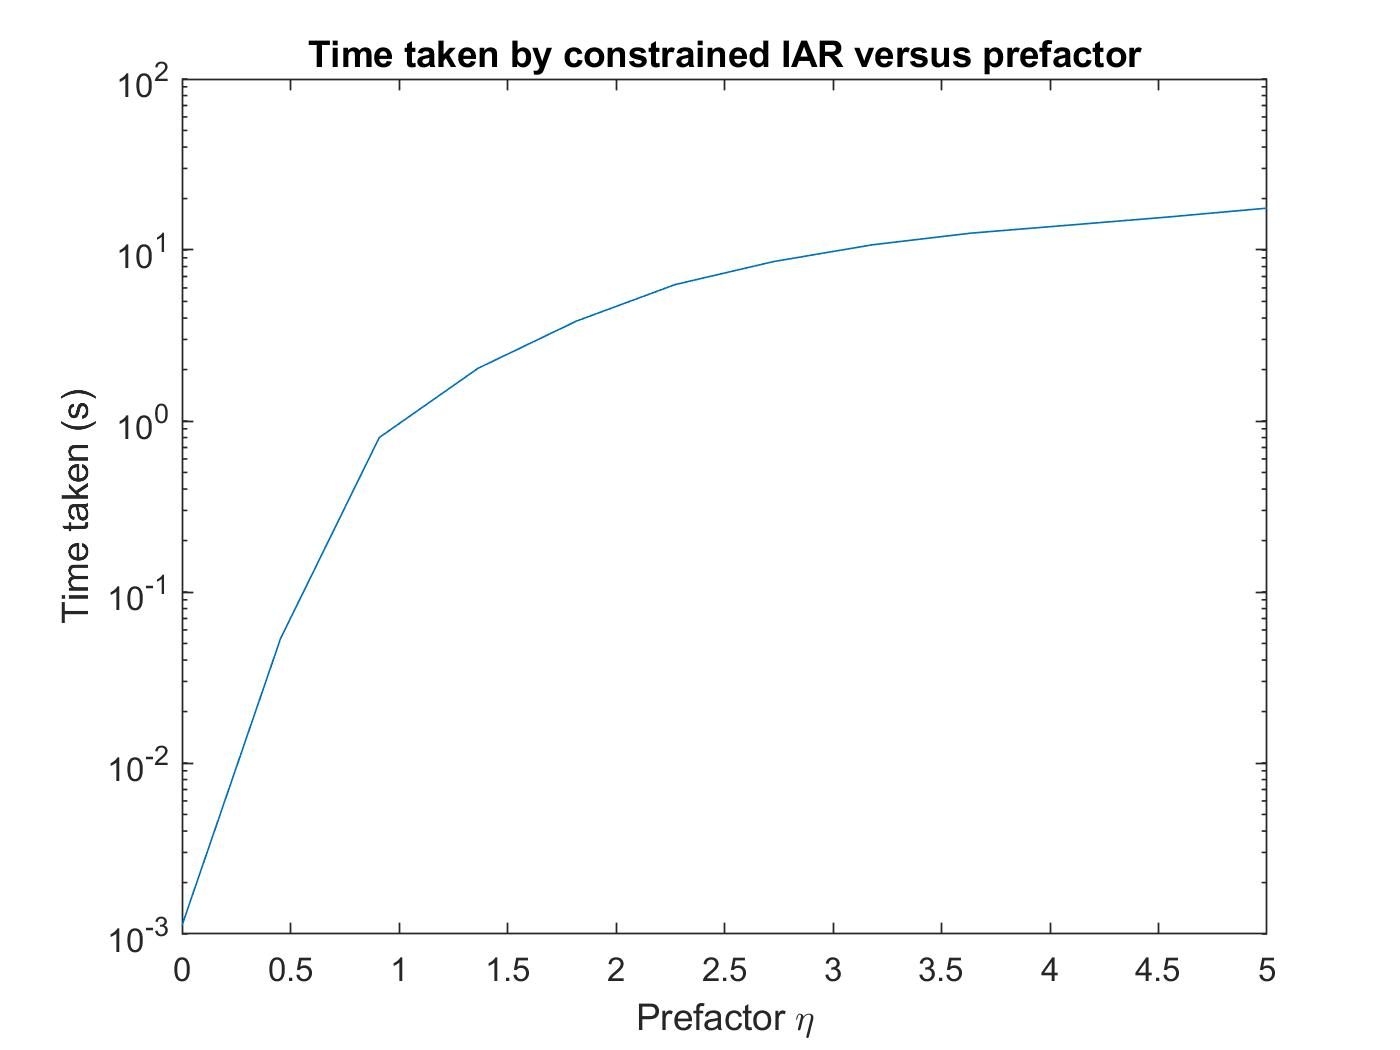 Time taken by constrained IAR versus prefactor
10^2
10^1
10^0
10^-1
10^-2
10^-3
Time taken (s)
0 0.5 1 1.5 2 2.5 3 3.5 4 4.5 5
Prefactor η